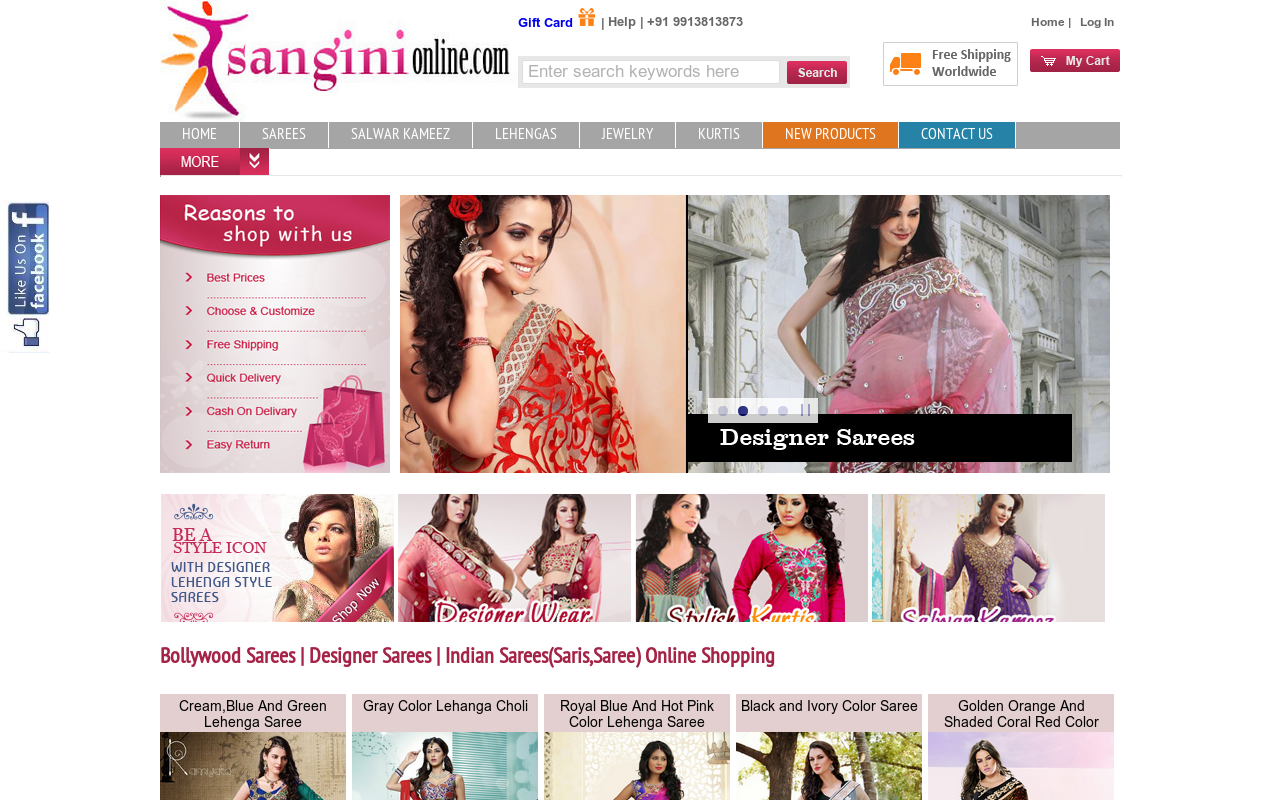 sangini online.com
Gift Card | Help | +91 9913813873
Home | Log In
Enter search keywords here
Search
Free Shipping
Worldwide
My Cart
HOME
SAREES
SALWAR KAMEEZ
LEHENGAS
JEWELRY
KURTIS
NEW PRODUCTS
CONTACT US
MORE
Like Us On
facebook
Reasons to
shop with us
Best Prices
Choose & Customize
Free Shipping
Quick Delivery
Cash On Delivary
Easy Return
Designer Sarees
BE A
STYLE ICON
WITH DESIGNER
LEHENGA STYLE
SAREES
Shop Now
Designer Wear
Stylish Kurtis
Salwar Kameez
Bollywood Sarees | Designer Sarees | Indian Sarees(Saris,Saree) Online Shopping
Cream,Blue And Green
Lehenga Saree
Gray Color Lehanga Choli
Royal Blue And Hot Pink
Color Lehenga Saree
Black and Ivory Color Saree
Golden Orange And
Shaded Coral Red Color